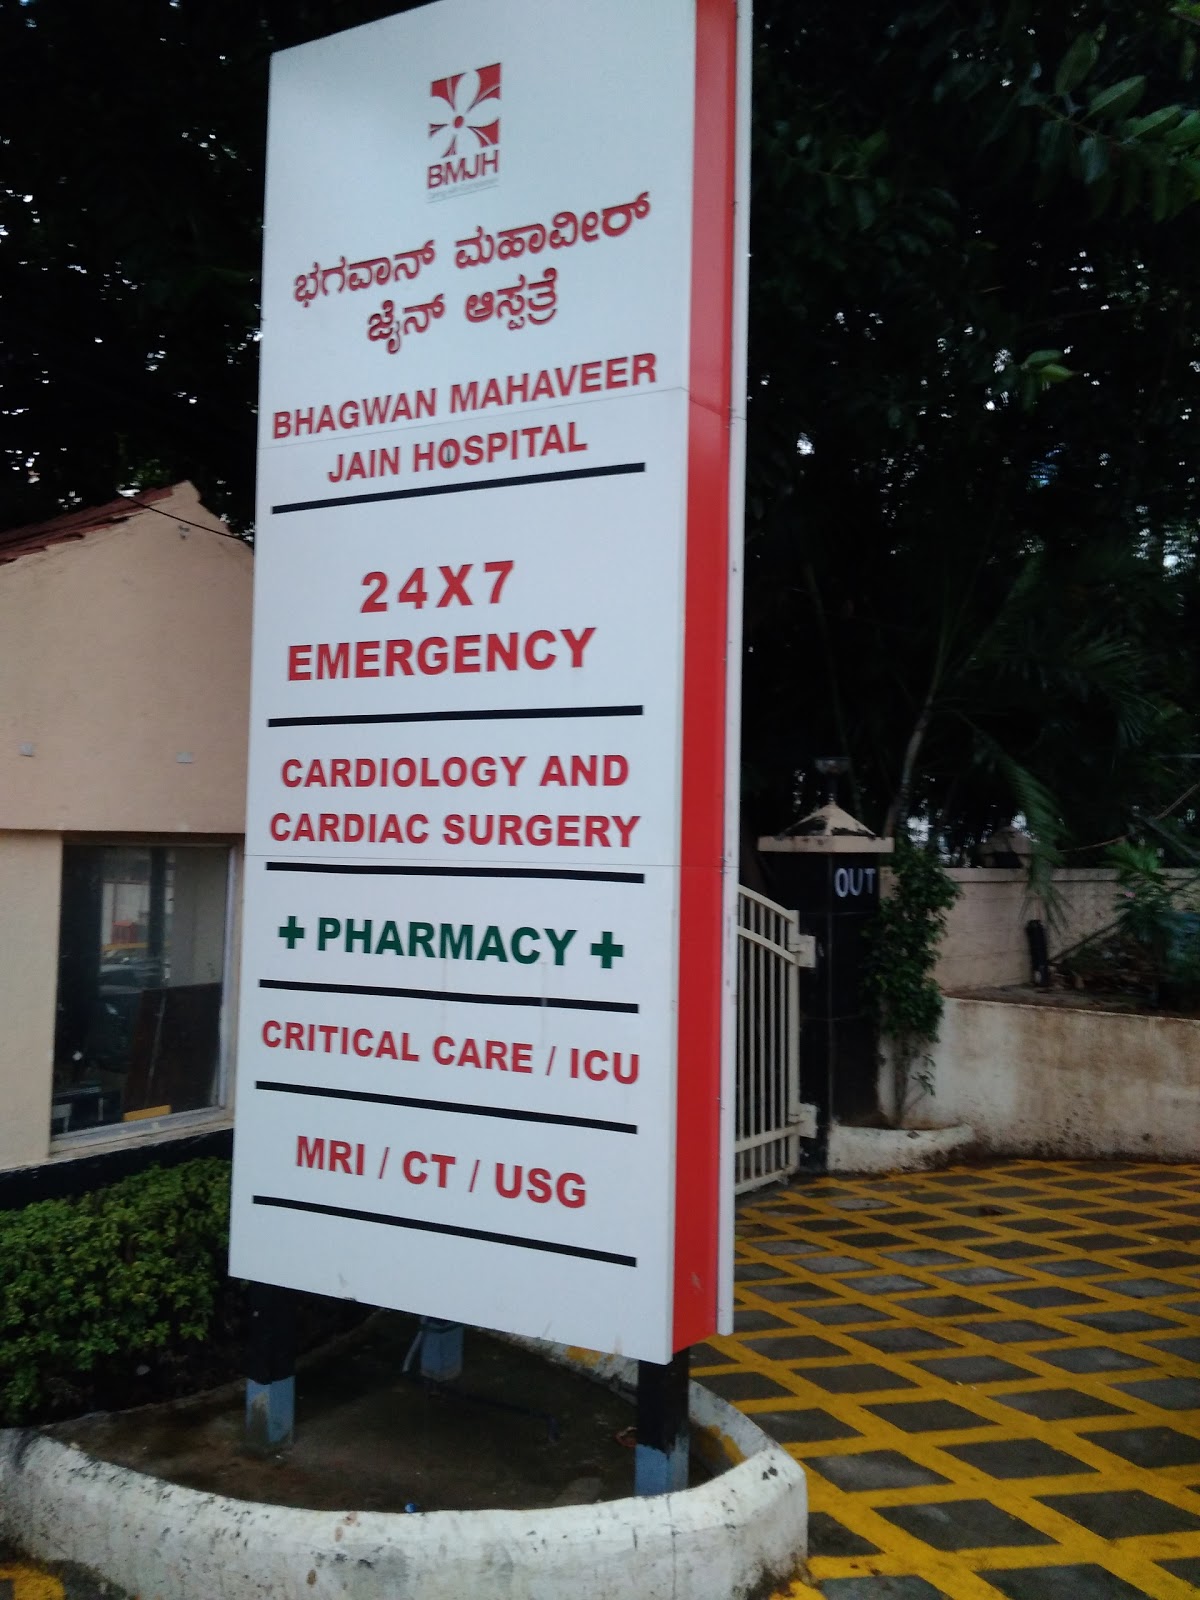 BMJH
ಭಗವಾನ್ ಮಹಾವೀರ್
ಜೈನ್ ಆಸ್ಪತ್ರೆ
BHAGWAN MAHAVEER
JAIN HOSPITAL
24X7
EMERGENCY
CARDIOLOGY AND
CARDIAC SURGERY
+ PHARMACY +
CRITICAL CARE / ICU
MRI / CT / USG
OUT